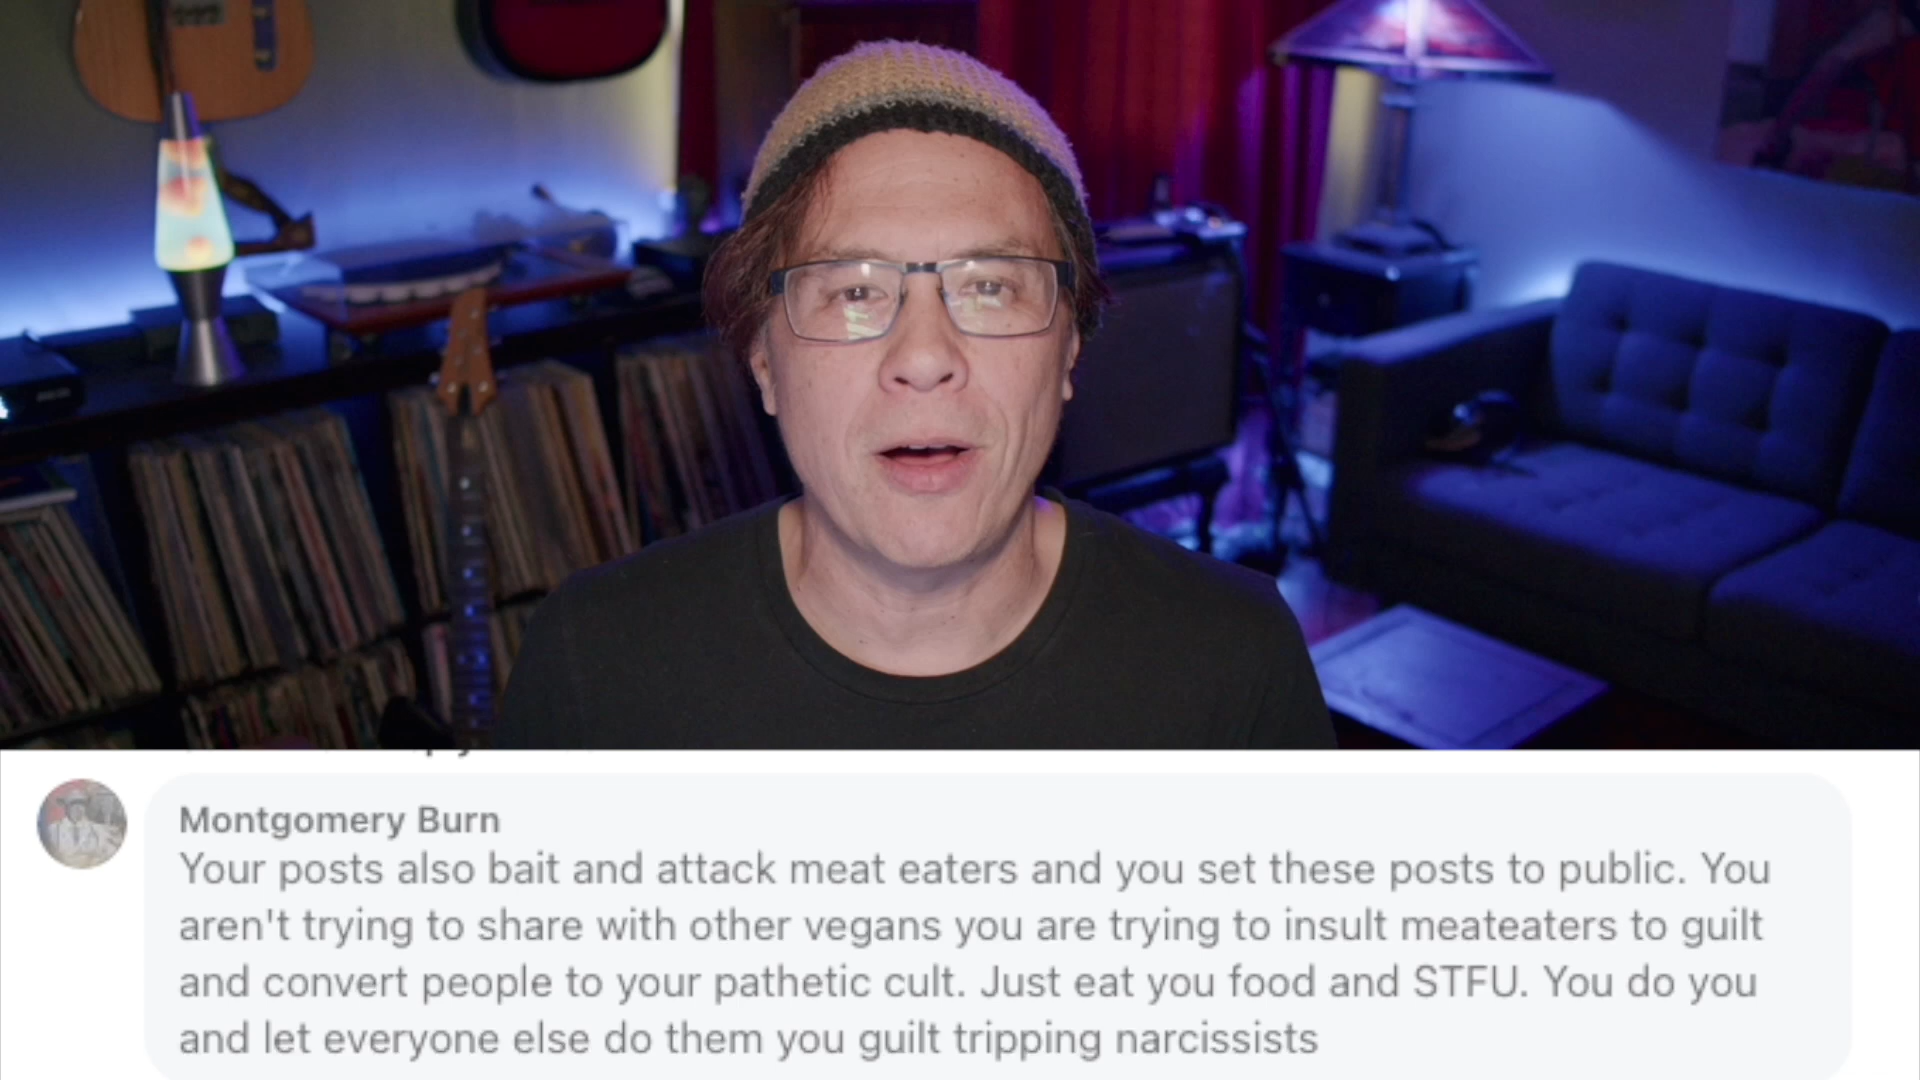 Montgomery Burn
Your posts also bait and attack meat eaters and you set these posts to public. You
aren't trying to share with other vegans you are trying to insult meateaters to guilt
and convert people to your pathetic cult. Just eat you food and STFU. You do you
and let everyone else do them you guilt tripping narcissists